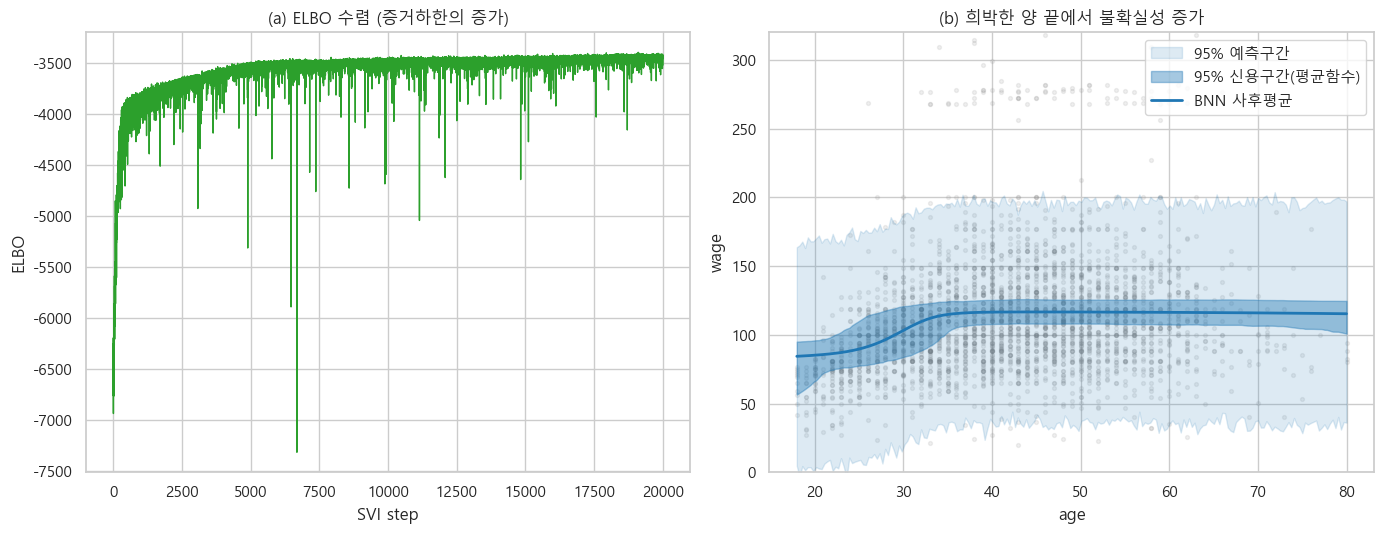 (a) ELBO 수렴 (증거하한의 증가)
-3500
-4000
-4500
-5000
-5500
-6000
-6500
-7000
-7500
ELBO
0 2500 5000 7500 10000 12500 15000 17500 20000
SVI step
(b) 희박한 양 끝에서 불확실성 증가
300
250
200
150
100
50
0
wage
95% 예측구간
95% 신용구간(평균함수)
BNN 사후평균
20 30 40 50 60 70 80
age